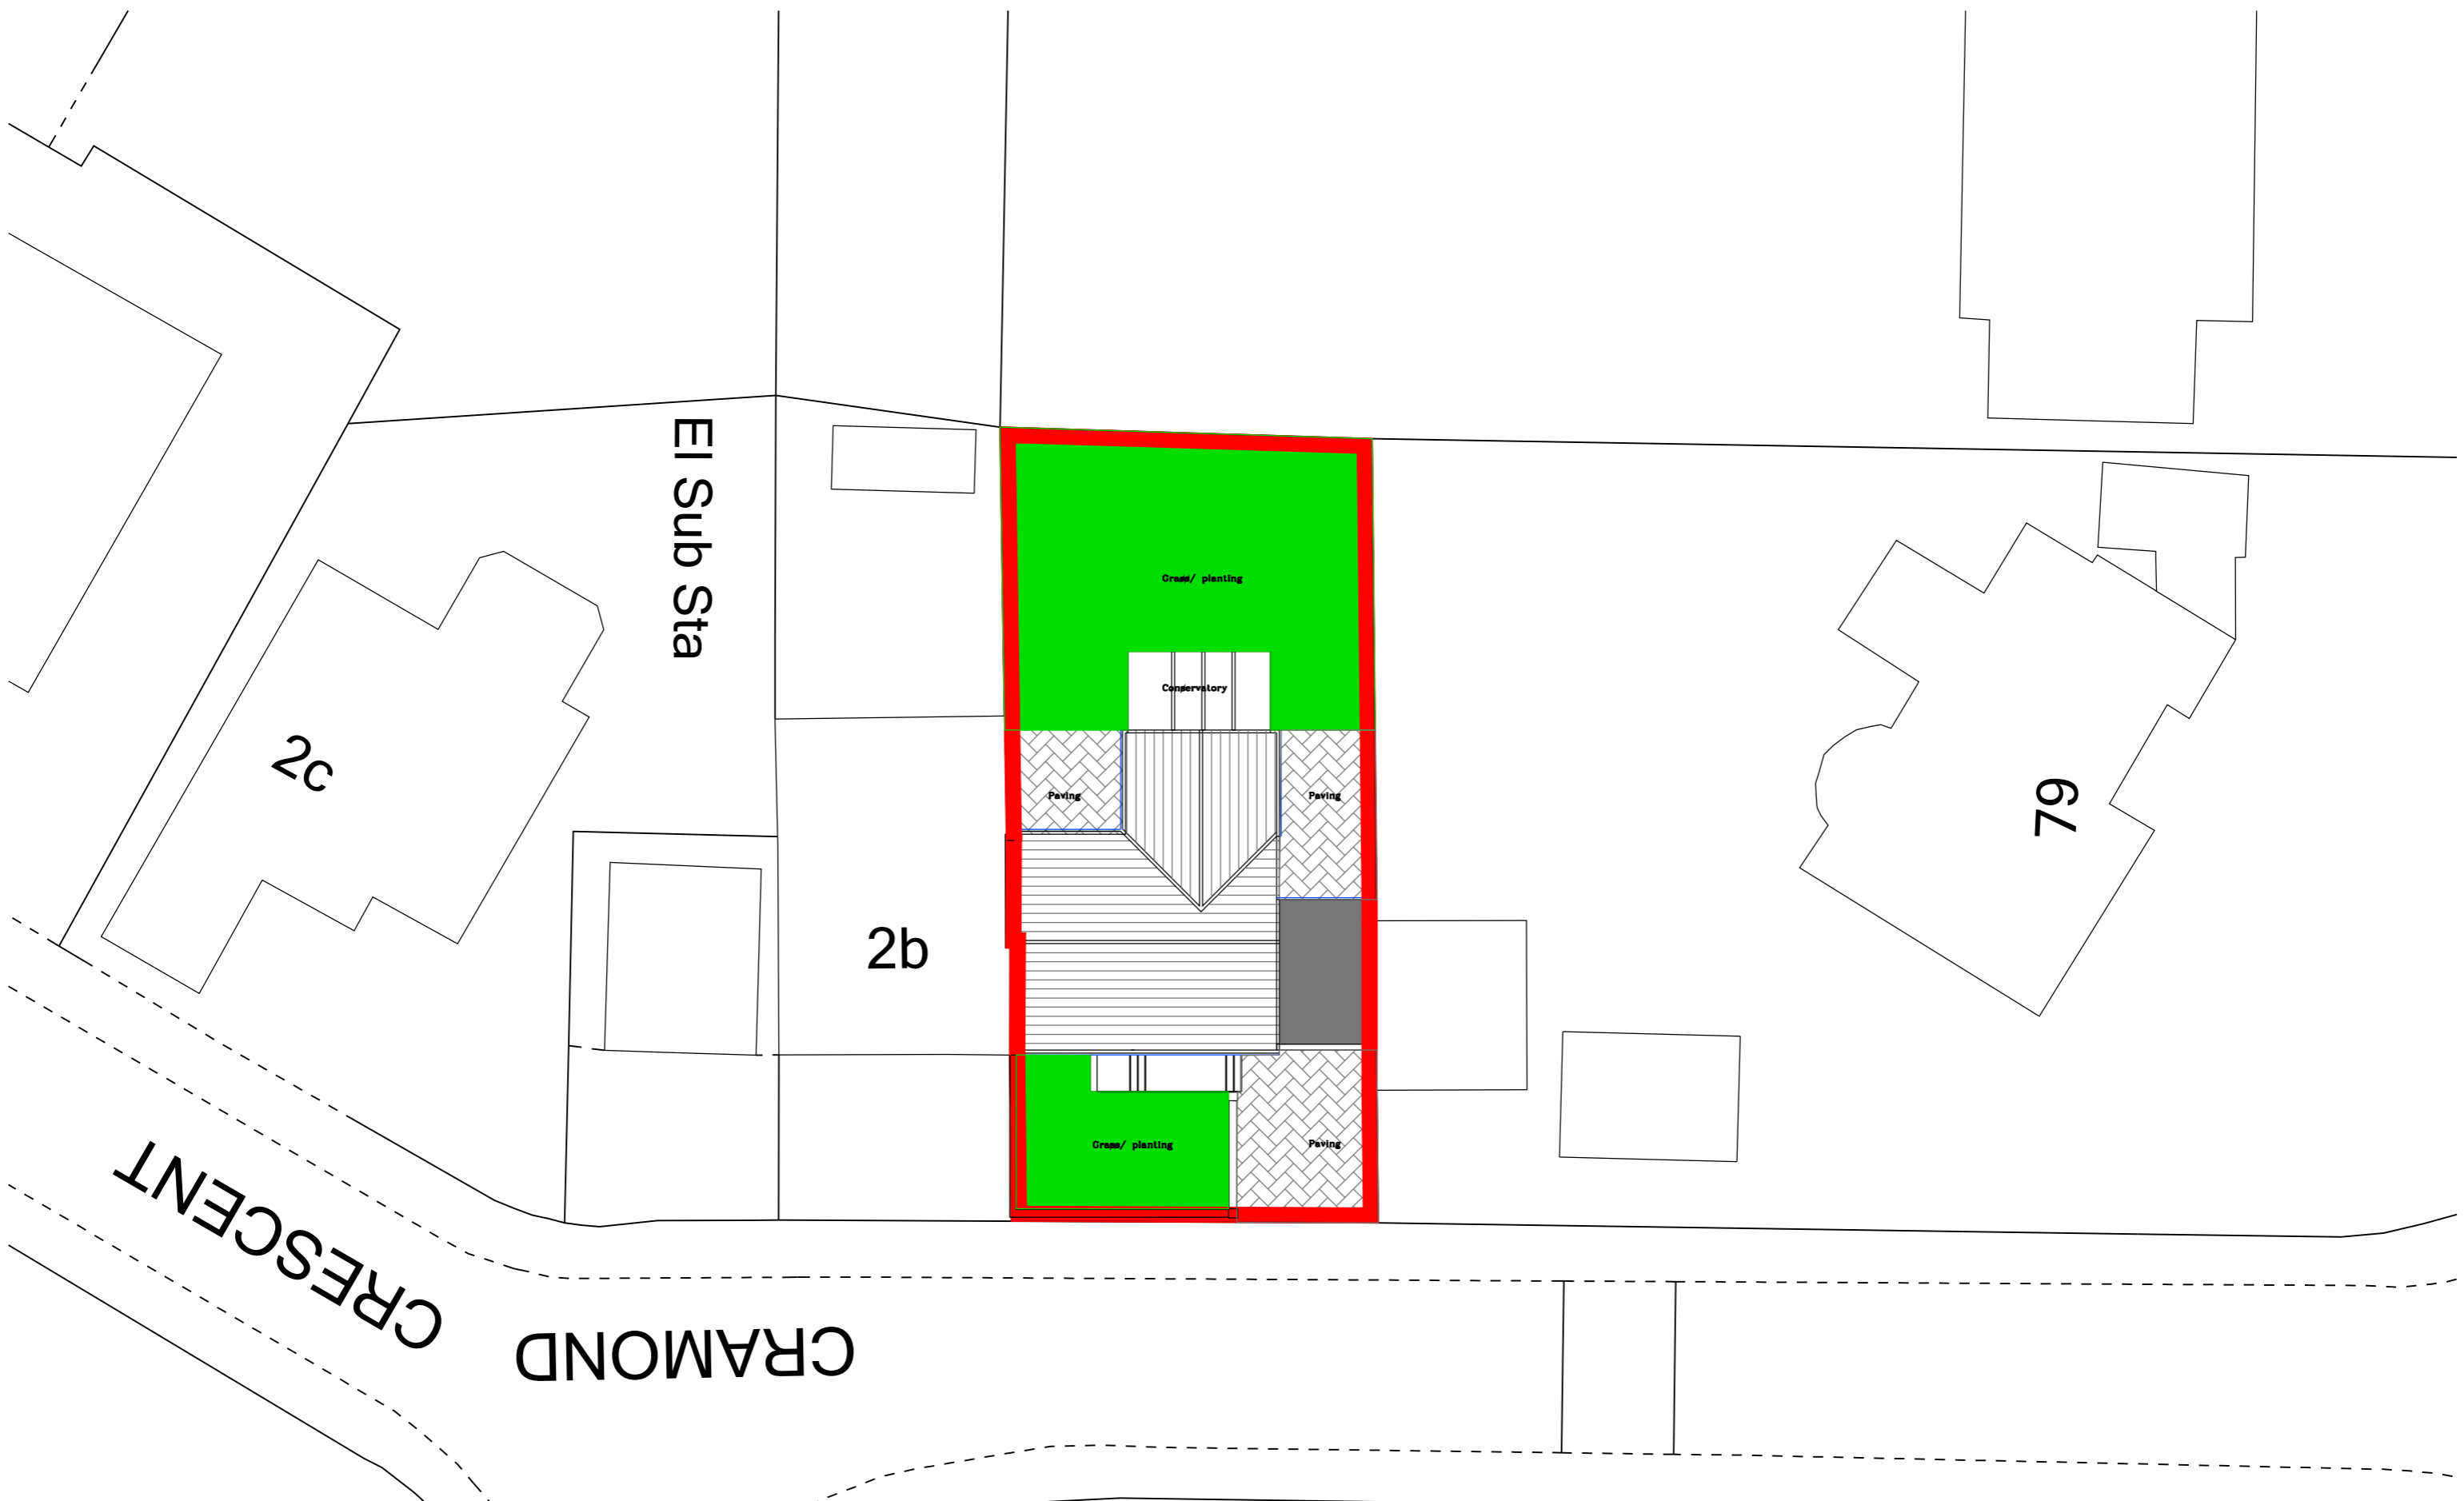 El Sub Sta
Grass/ planting
Conservatory
2c
Paving
Paving
79
2b
Grass/ planting
Paving
CRAMOND
CRESCENT